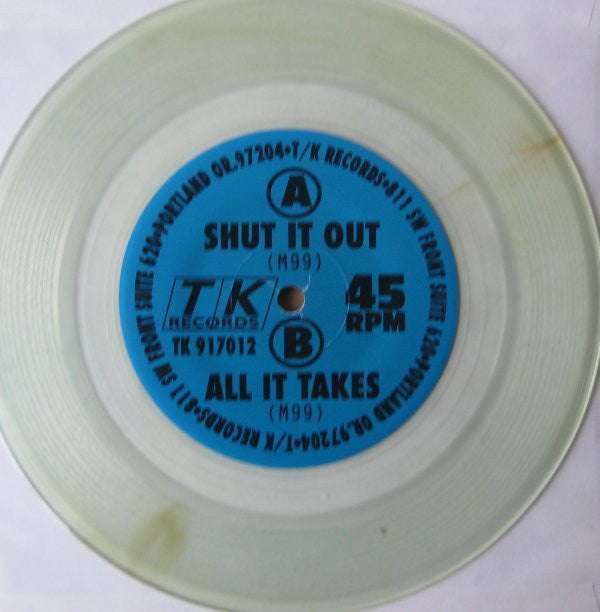 T/K RECORDS•811 SW FRONT SUITE 620•PORTLAND OR.97204•T/K RECORDS•811 SW FRONT SUITE 620•PORTLAND OR.97204•
A
SHUT IT OUT
(M99)
TK
RECORDS
45
RPM
TK 917012
B
ALL IT TAKES
(M99)